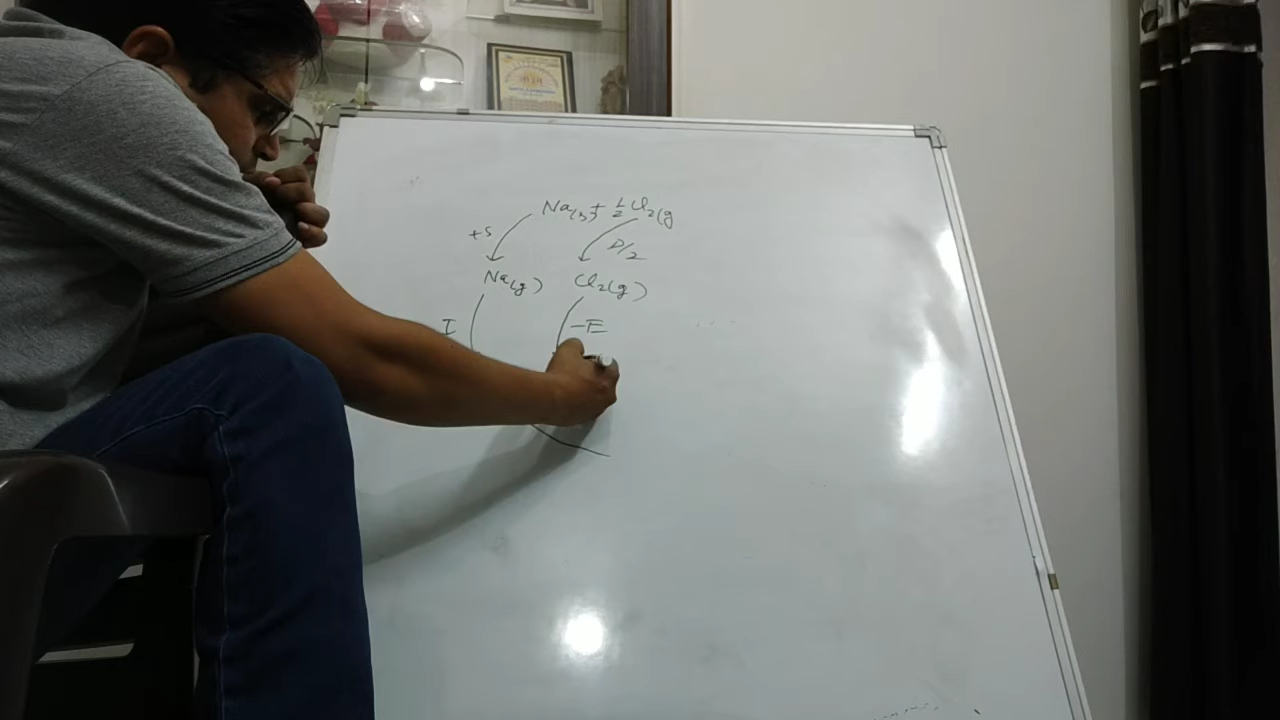 Na(s) + 1/2 Cl2(g
+S D/2
Na(g) Cl2(g)
I -E